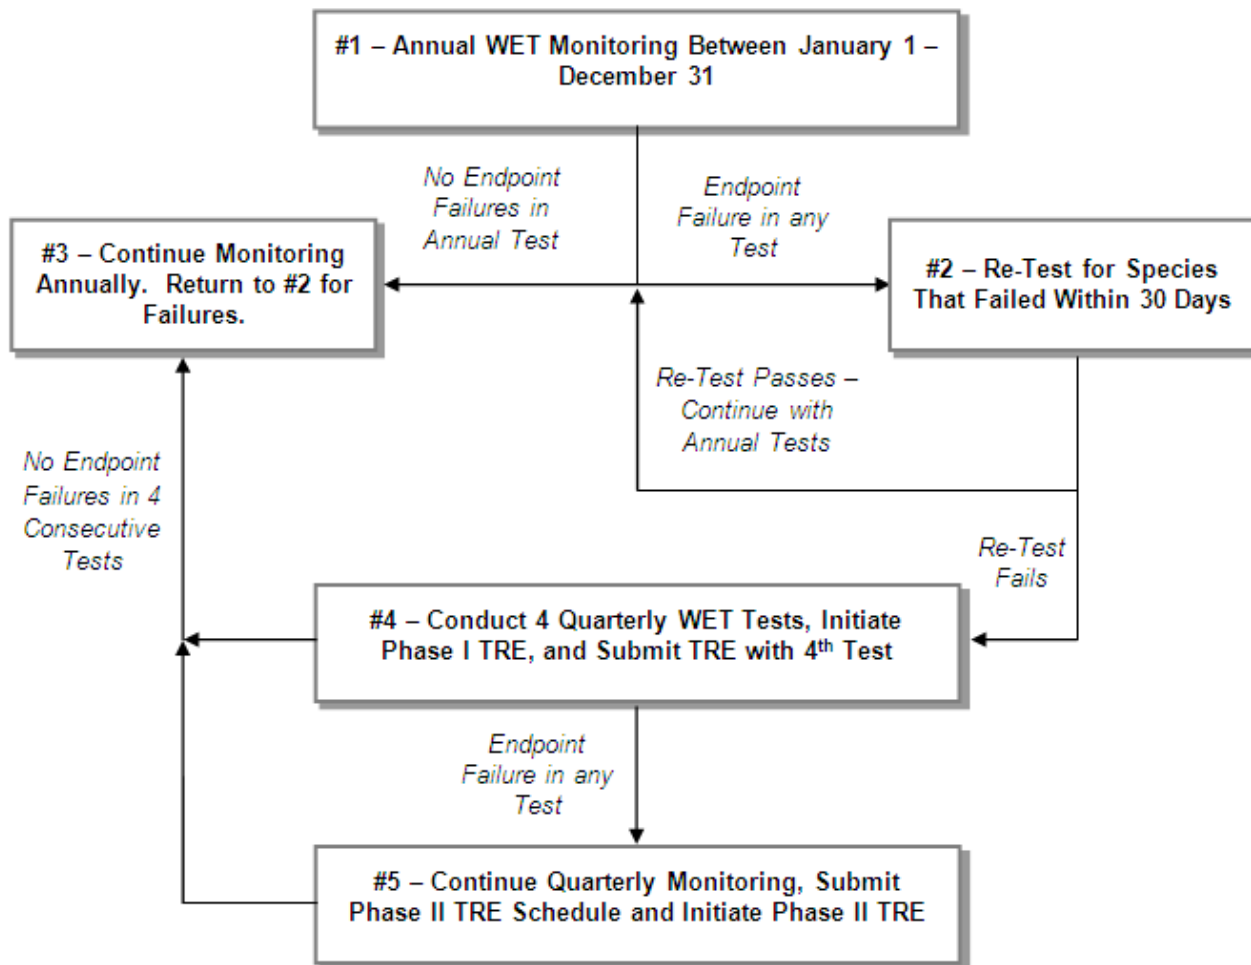 #1 – Annual WET Monitoring Between January 1 –
December 31
No Endpoint
Failures in
Annual Test
Endpoint
Failure in any
Test
#3 – Continue Monitoring
Annually.  Return to #2 for
Failures.
#2 – Re-Test for Species
That Failed Within 30 Days
Re-Test Passes –
Continue with
Annual Tests
No Endpoint
Failures in 4
Consecutive
Tests
Re-Test
Fails
#4 – Conduct 4 Quarterly WET Tests, Initiate
Phase I TRE, and Submit TRE with 4th Test
Endpoint
Failure in any
Test
#5 – Continue Quarterly Monitoring, Submit
Phase II TRE Schedule and Initiate Phase II TRE